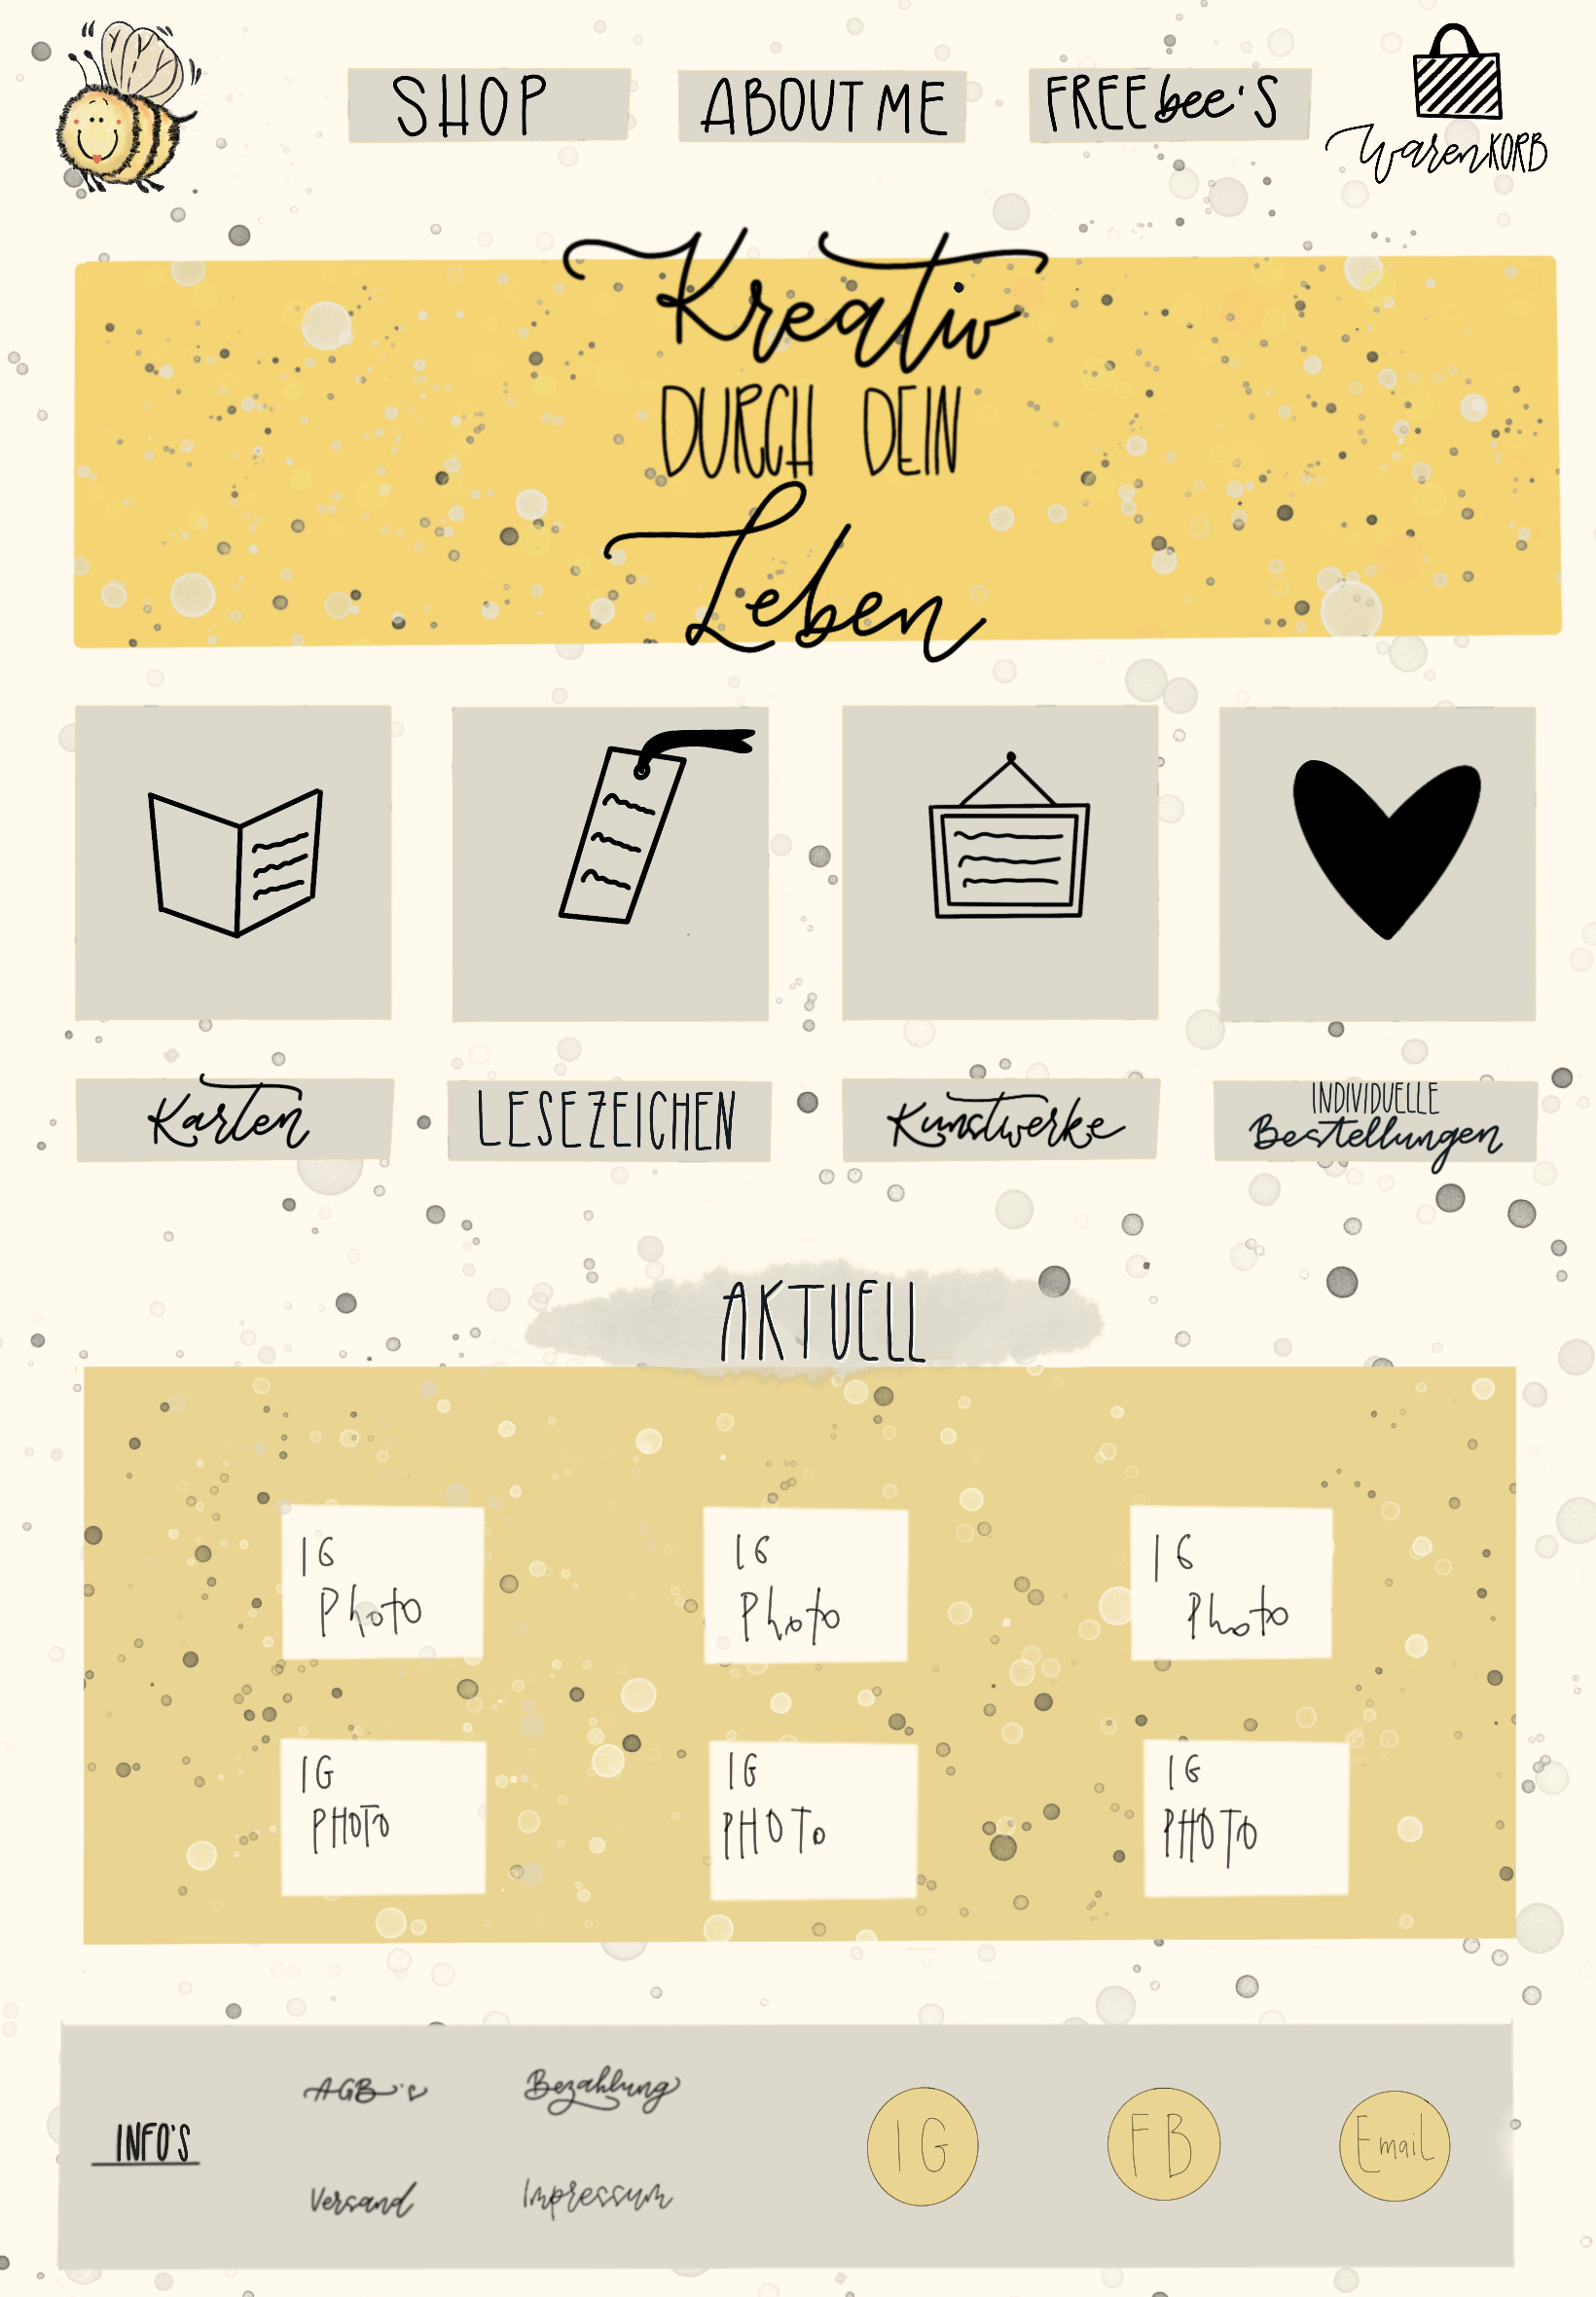 SHOP
ABOUT ME
FREEbee's
WarenKORB
Kreativ
DURCH DEIN
Leben
Karten
LESEZEICHEN
Kunstwerke
INDIVIDUELLE
Bestellungen
AKTUELL
IG
Photo
IG
Photo
IG
Photo
IG
PHOTO
IG
PHOTO
IG
PHOTO
INFO'S
AGB's
Bezahlung
Versand
Impressum
IG
FB
Email